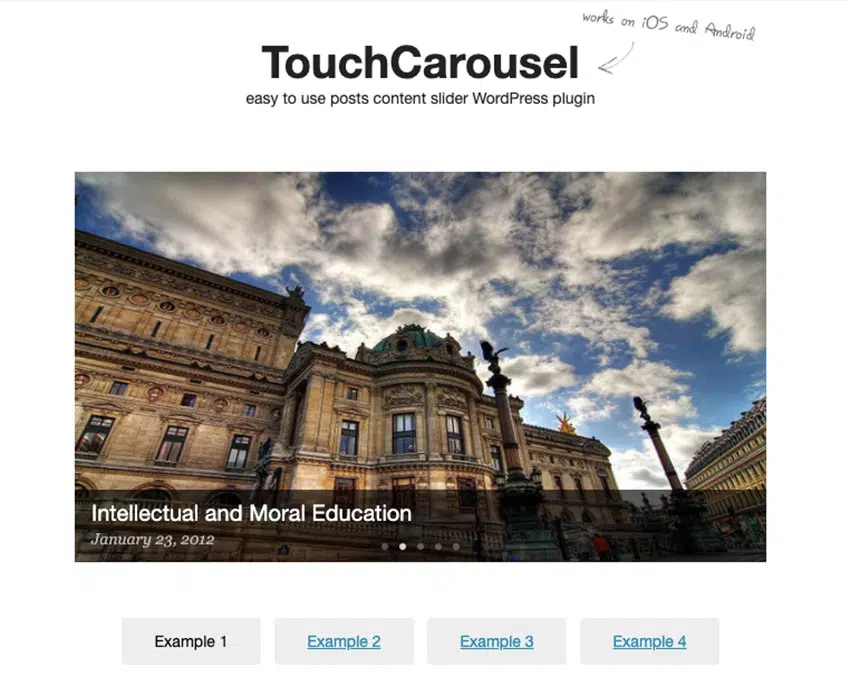 works on iOS and Android
TouchCarousel
easy to use posts content slider WordPress plugin
Intellectual and Moral Education
January 23, 2012
Example 1
Example 2
Example 3
Example 4